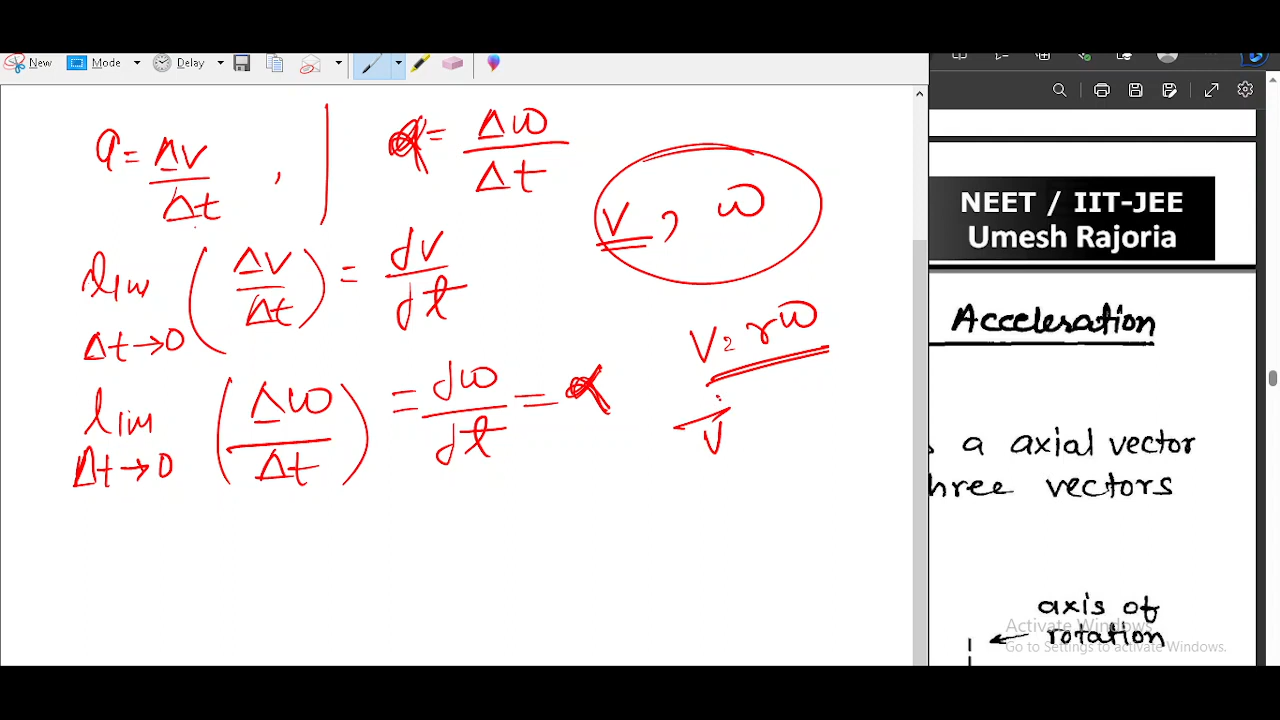 New Mode Delay
a = Δv/Δt , | α = Δω/Δt
v , ω
lim Δt→0 (Δv/Δt) = dv/dt
v = rω
lim Δt→0 (Δω/Δt) = dω/dt = α
v⃗
NEET / IIT-JEE
Umesh Rajoria
Acceleration
a axial vector
three vectors
axis of
rotation
Activate Windows
Go to Settings to activate Windows.